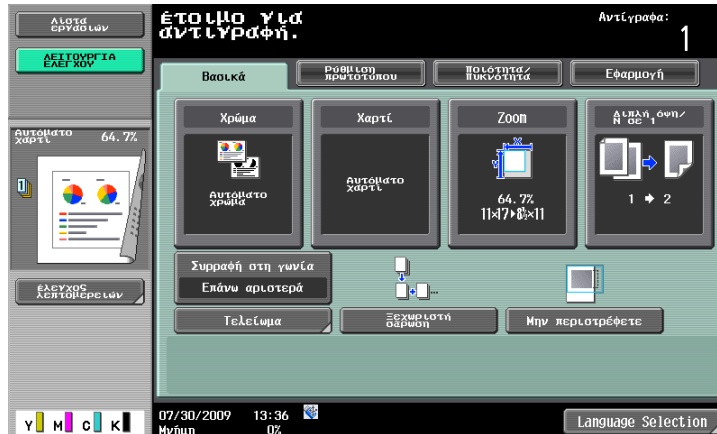 Λίστα
εργασιών
έτοιμο για
αντιγραφή.
Αντίγραφα:
1
ΛΕΙΤΟΥΡΓΙΑ
ΕΛΕΓΧΟΥ
Βασικά
Ρύθμιση
πρωτοτύπου
Ποιότητα/
Πυκνότητα
Εφαρμογή
Αυτόματο
χαρτί
64.7%
1
Χρώμα
Αυτόματο
χρώμα
Χαρτί
Αυτόματο
χαρτί
Zoom
64.7%
11×17▸8½×11
Διπλή όψη/
N σε 1
1 ➔ 2
Συρραφή στη γωνία
Επάνω αριστερά
Τελείωμα
Ξεχωριστή
σάρωση
Μην περιστρέφετε
έλεγχος
λεπτομερειών
07/30/2009 13:36
Μνήμη 0%
Y M C K
Language Selection